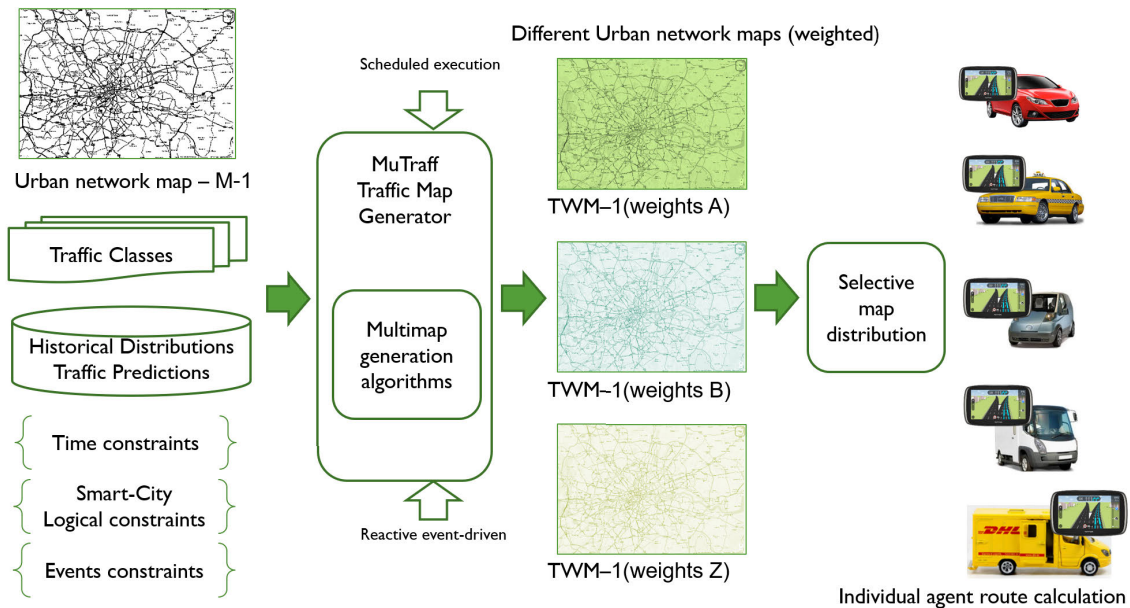 Different Urban network maps (weighted)
Scheduled execution
Urban network map – M-1
MuTraff
Traffic Map
Generator
TWM–1(weights A)
Traffic Classes
Historical Distributions
Traffic Predictions
Multimap
generation
algorithms
Selective
map
distribution
TWM–1(weights B)
Time constraints
Smart-City
Logical constraints
Events constraints
Reactive event-driven
TWM–1(weights Z)
DHL
Individual agent route calculation